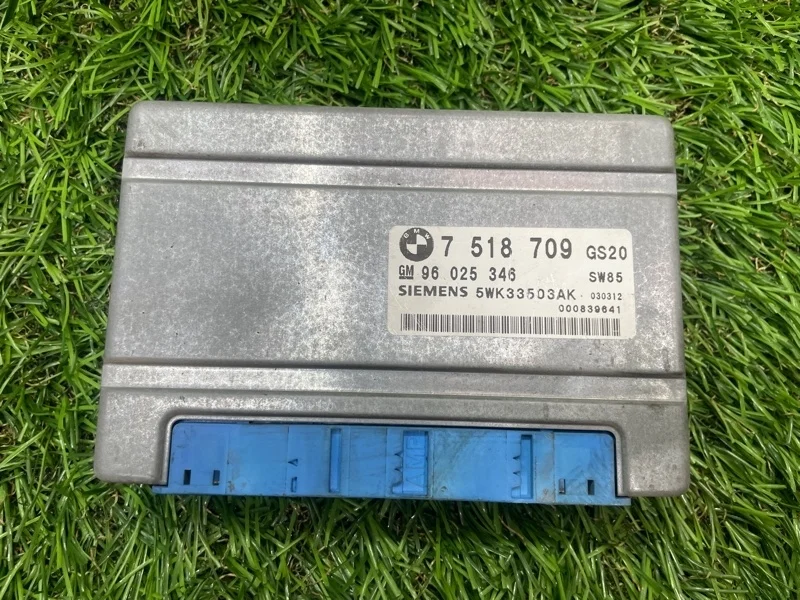 BMW 7 518 709 GS20
GM 96 025 346 SW85
SIEMENS 5WK33503AK 030312
000839641